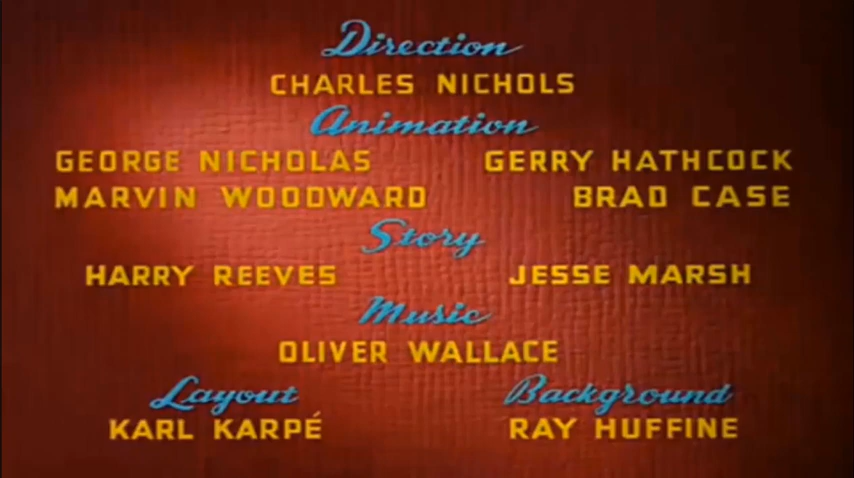 Direction
CHARLES NICHOLS
Animation
GEORGE NICHOLAS GERRY HATHCOCK
MARVIN WOODWARD BRAD CASE
Story
HARRY REEVES JESSE MARSH
Music
OLIVER WALLACE
Layout Background
KARL KARPÉ RAY HUFFINE